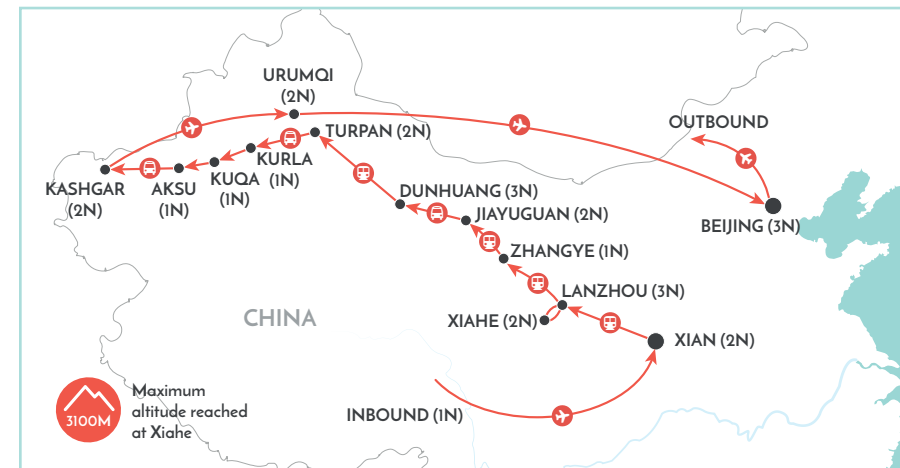 URUMQI
(2N)
OUTBOUND
TURPAN (2N)
KURLA
(1N)
KUQA
(1N)
AKSU
(1N)
KASHGAR
(2N)
DUNHUANG (3N)
JIAYUGUAN (2N)
BEIJING (3N)
ZHANGYE (1N)
LANZHOU (3N)
CHINA
XIAHE (2N)
XIAN (2N)
INBOUND (1N)
3100M
Maximum
altitude reached
at Xiahe